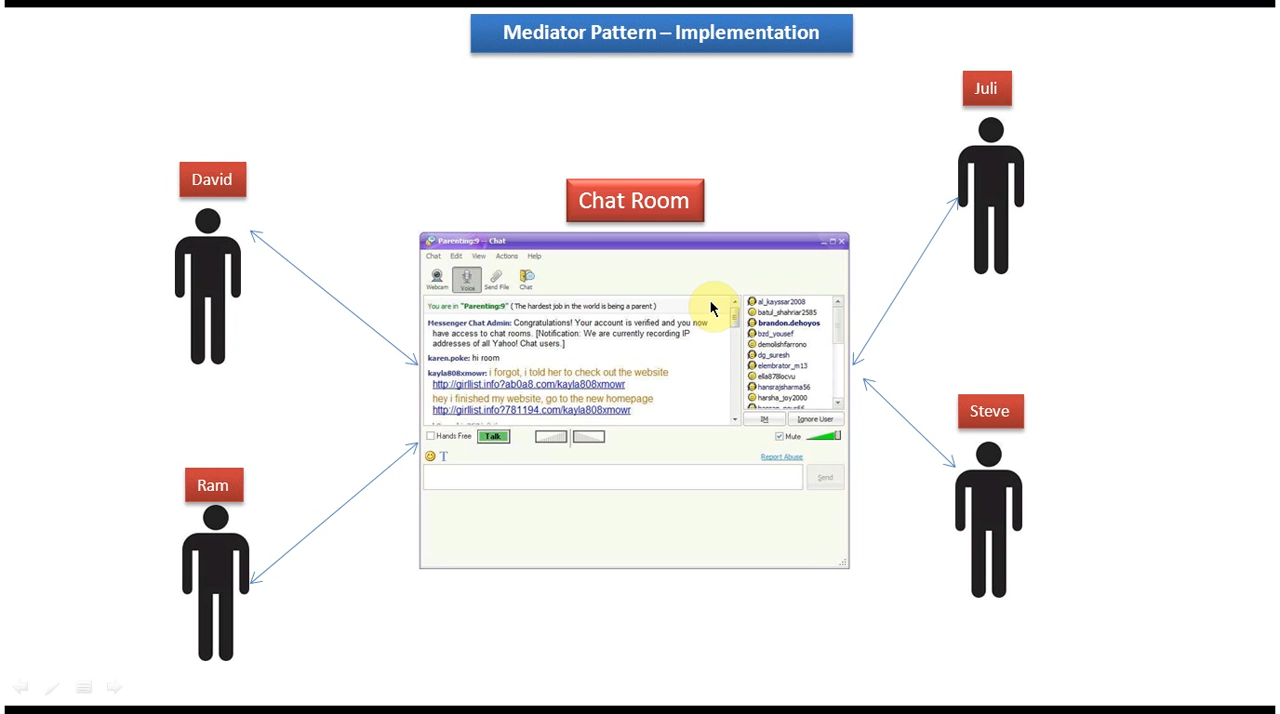 Mediator Pattern – Implementation
Juli
David
Chat Room
Parenting:9 -- Chat
Chat Edit View Actions Help
Webcam Voice Send File Chat
You are in "Parenting:9" ( The hardest job in the world is being a parent )
Messenger Chat Admin: Congratulations! Your account is verified and you now
have access to chat rooms. [Notification: We are currently recording IP
addresses of all Yahoo! Chat users.]
karen.poke: hi room
kayla808xmowr: i forgot, i told her to check out the website
http://girllist.info?ab0a8.com/kayla808xmowr
hey i finished my website, go to the new homepage
http://girllist.info?781194.com/kayla808xmowr
al_kayssar2008
batul_shahriar2585
brandon.dehoyos
bzd_yousef
demolishfarrono
dg_suresh
elembrator_m13
ella878locvu
hansrajsharma56
harsha_joy2000
IM Ignore User
Hands Free Talk Mute
T Report Abuse
Send
Steve
Ram